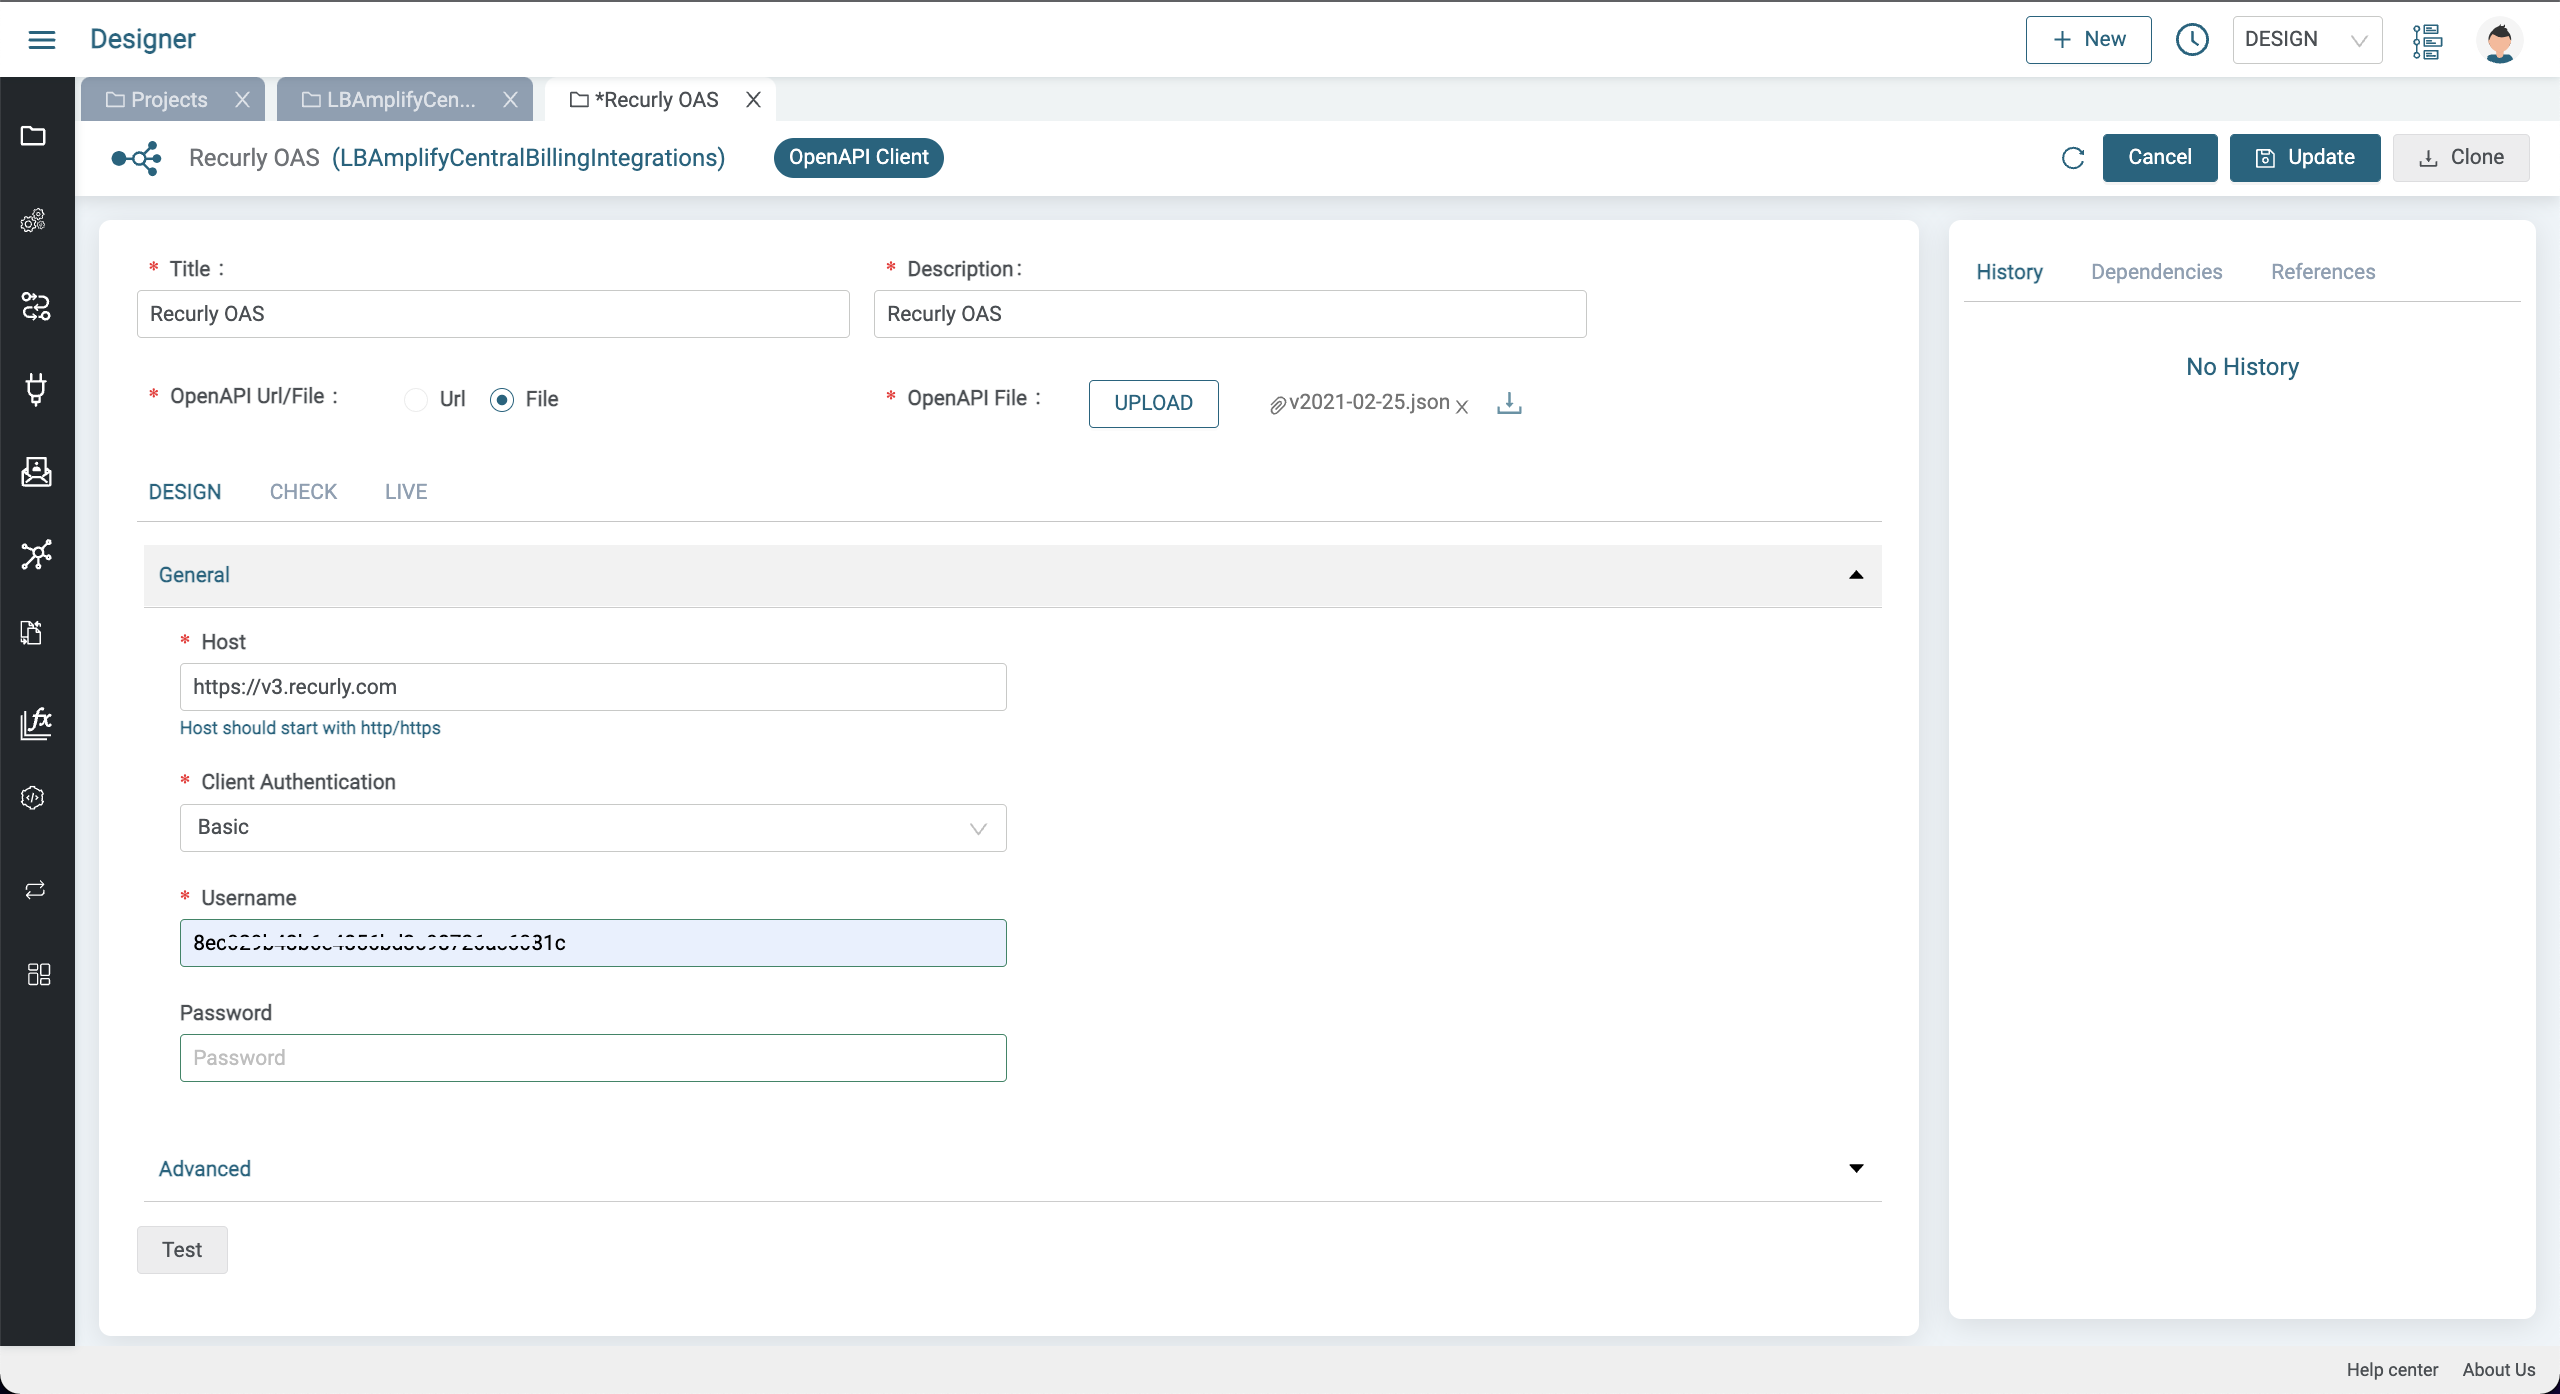 Designer
New
DESIGN
Projects
LBAmplifyCen...
*Recurly OAS
Recurly OAS (LBAmplifyCentralBillingIntegrations)
OpenAPI Client
Cancel
Update
Clone
* Title :
* Description :
Recurly OAS
Recurly OAS
* OpenAPI Url/File :
Url
File
* OpenAPI File :
UPLOAD
v2021-02-25.json
DESIGN
CHECK
LIVE
General
* Host
https://v3.recurly.com
Host should start with http/https
* Client Authentication
Basic
* Username
Password
Password
Advanced
Test
History
Dependencies
References
No History
Help center
About Us